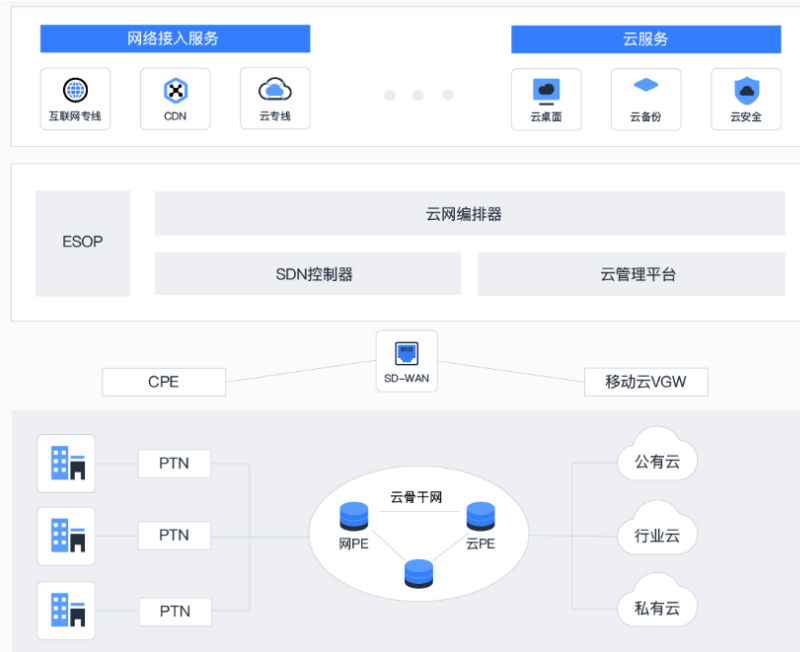 网络接入服务
云服务
互联网专线
CDN
云专线
云桌面
云备份
云安全
ESOP
云网编排器
SDN控制器
云管理平台
SD-WAN
CPE
移动云VGW
PTN
PTN
PTN
云骨干网
网PE
云PE
公有云
行业云
私有云